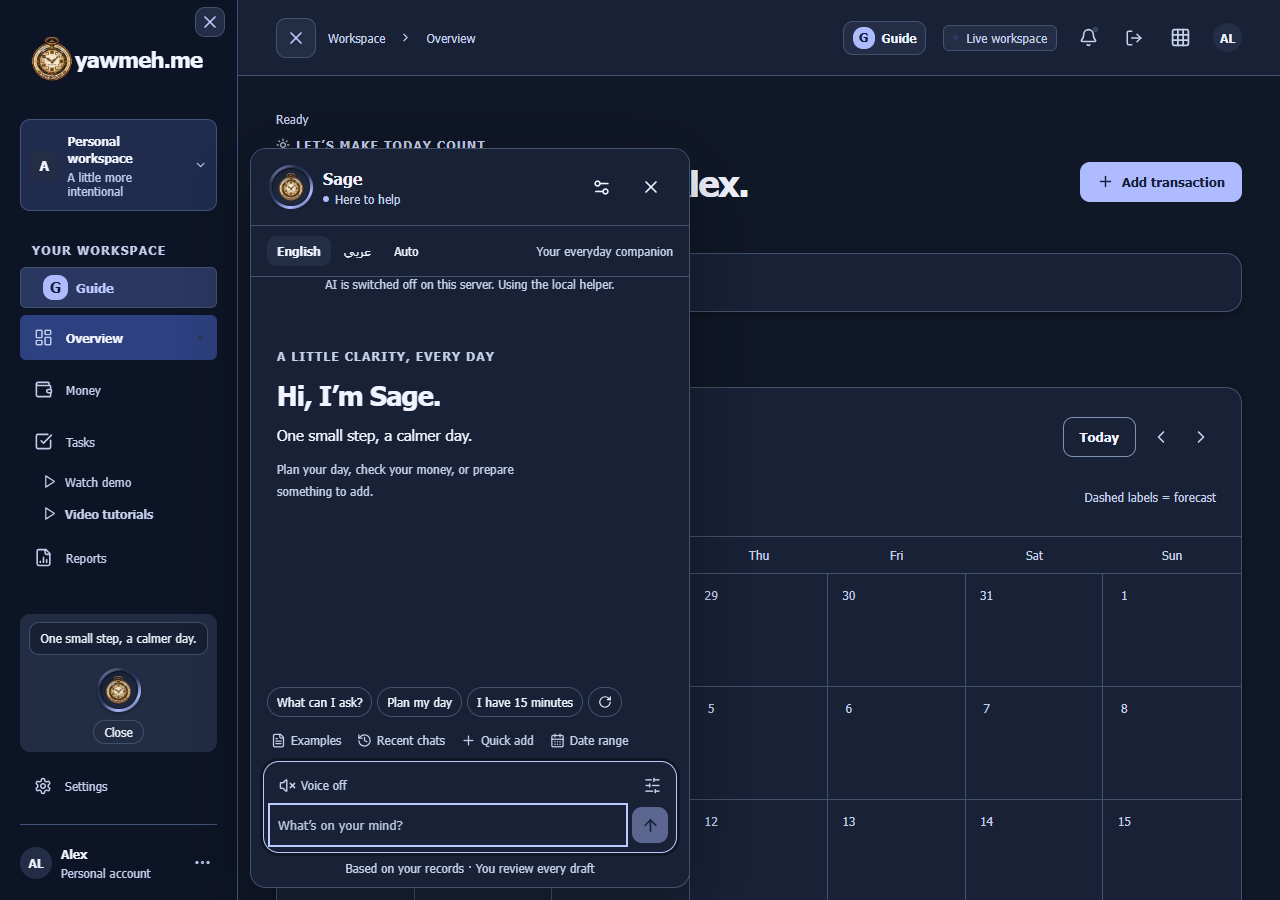 yawmeh.me
A
Personal workspace
A little more intentional
YOUR WORKSPACE
G Guide
Overview
Money
Tasks
Watch demo
Video tutorials
Reports
One small step, a calmer day.
Close
Settings
AL
Alex
Personal account
Workspace > Overview
G Guide
Live workspace
AL
Ready
LET’S MAKE TODAY COUNT
lex.
+ Add transaction
Sage
Here to help
English
عربي
Auto
Your everyday companion
AI is switched off on this server. Using the local helper.
A LITTLE CLARITY, EVERY DAY
Hi, I’m Sage.
One small step, a calmer day.
Plan your day, check your money, or prepare
something to add.
What can I ask?
Plan my day
I have 15 minutes
Examples
Recent chats
Quick add
Date range
Voice off
What’s on your mind?
Based on your records · You review every draft
Today
Dashed labels = forecast
Thu Fri Sat Sun
29 30 31 1
5 6 7 8
12 13 14 15